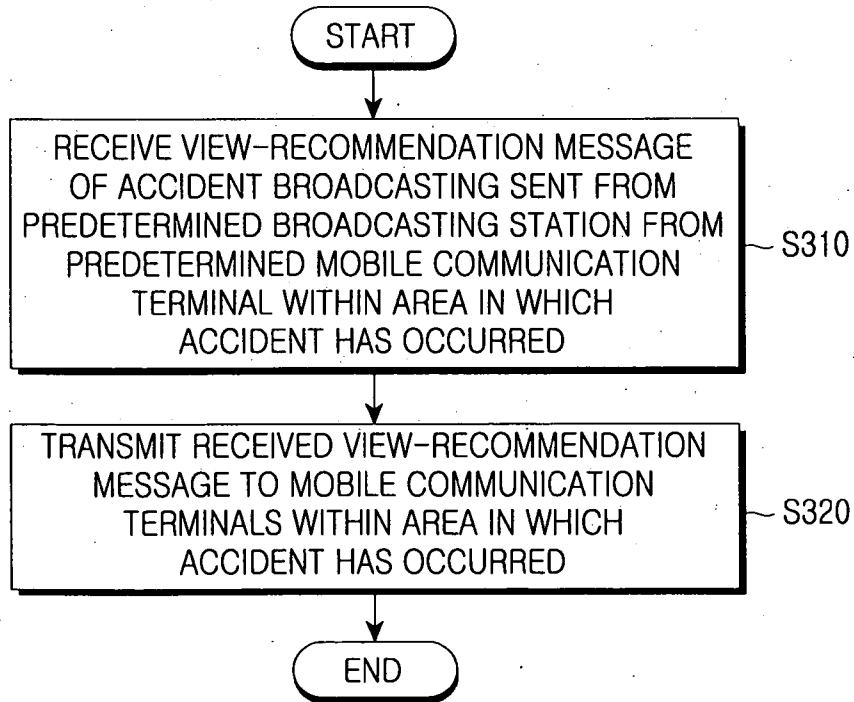 START
RECEIVE VIEW-RECOMMENDATION MESSAGE
OF ACCIDENT BROADCASTING SENT FROM
PREDETERMINED BROADCASTING STATION FROM
PREDETERMINED MOBILE COMMUNICATION
TERMINAL WITHIN AREA IN WHICH
ACCIDENT HAS OCCURRED
S310
TRANSMIT RECEIVED VIEW-RECOMMENDATION
MESSAGE TO MOBILE COMMUNICATION
TERMINALS WITHIN AREA IN WHICH
ACCIDENT HAS OCCURRED
S320
END